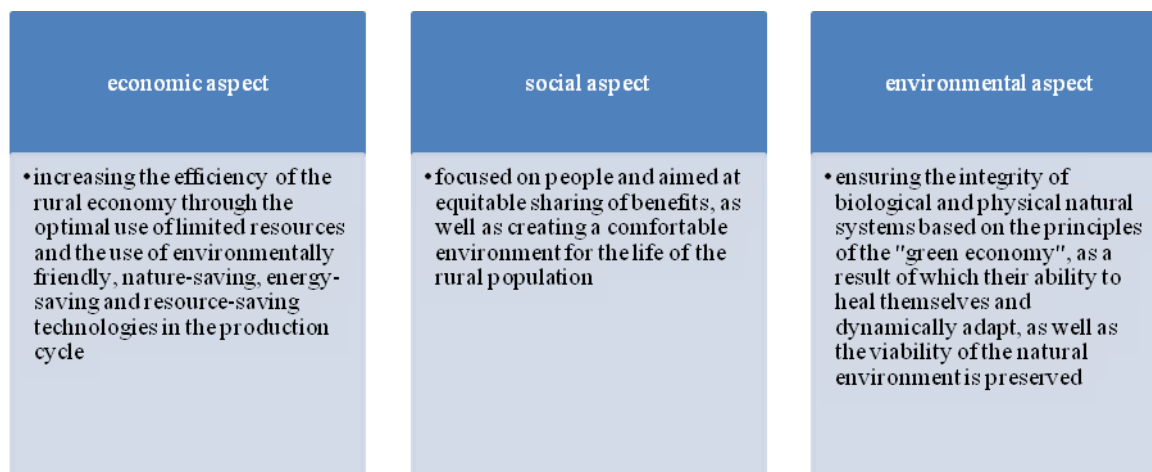 economic aspect
•increasing the efficiency of the
rural economy through the
optimal use of limited resources
and the use of environmentally
friendly, nature-saving, energy-
saving and resource-saving
technologies in the production
cycle
social aspect
•focused on people and aimed at
equitable sharing of benefits, as
well as creating a comfortable
environment for the life of the
rural population
environmental aspect
•ensuring the integrity of
biological and physical natural
systems based on the principles
of the "green economy", as a
result of which their ability to
heal themselves and
dynamically adapt, as well as
the viability of the natural
environment is preserved